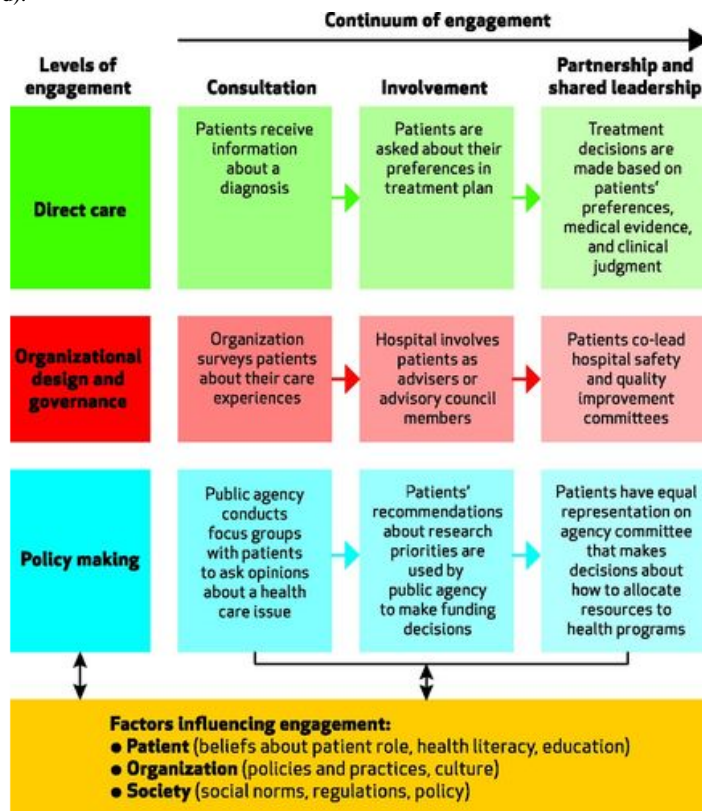 d).
Continuum of engagement
Levels of
engagement
Consultation
Involvement
Partnership and
shared leadership
Direct care
Patients receive
information
about a
diagnosis
Patients are
asked about their
preferences in
treatment plan
Treatment
decisions are
made based on
patients'
preferences,
medical evidence,
and clinical
judgment
Organizational
design and
governance
Organization
surveys patients
about their care
experiences
Hospital involves
patients as
advisers or
advisory council
members
Patients co-lead
hospital safety
and quality
improvement
committees
Policy making
Public agency
conducts
focus groups
with patients
to ask opinions
about a health
care issue
Patients'
recommendations
about research
priorities are
used by
public agency
to make funding
decisions
Patients have equal
representation on
agency committee
that makes
decisions about
how to allocate
resources to
health programs
Factors influencing engagement:
● Patient (beliefs about patient role, health literacy, education)
● Organization (policies and practices, culture)
● Society (social norms, regulations, policy)